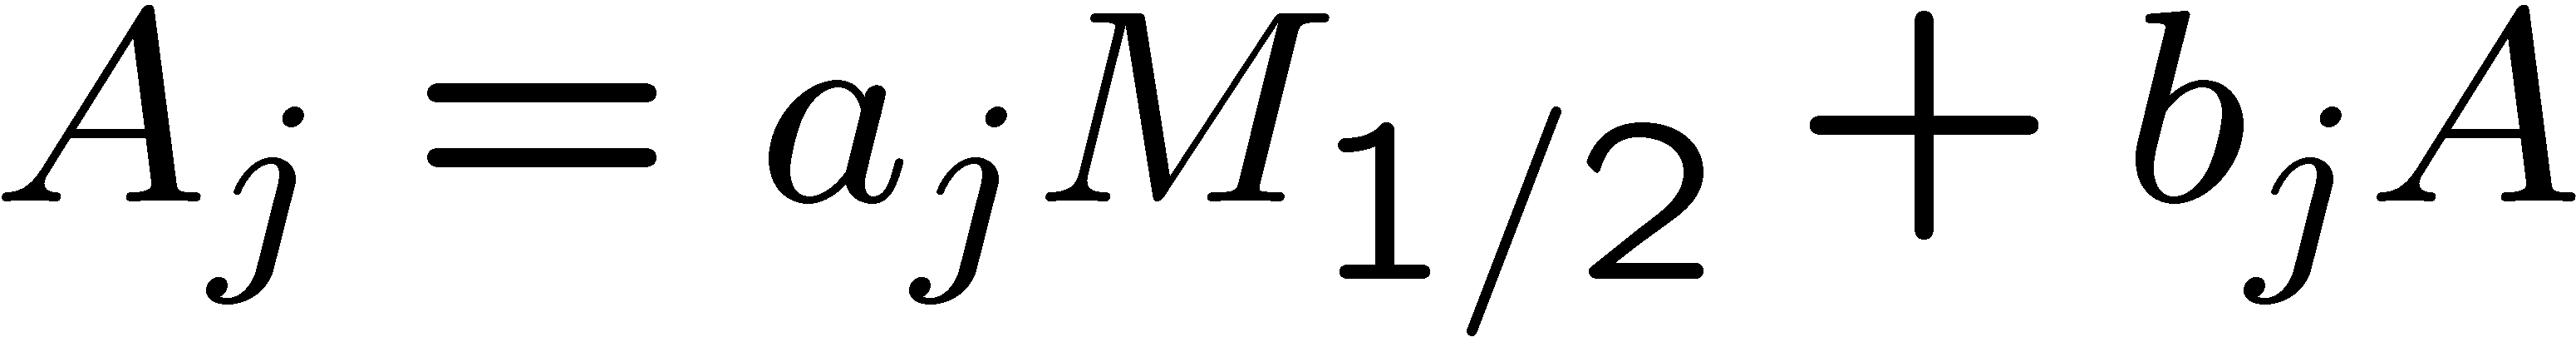 $A_j = a_j M_{1/2} + b_j A$